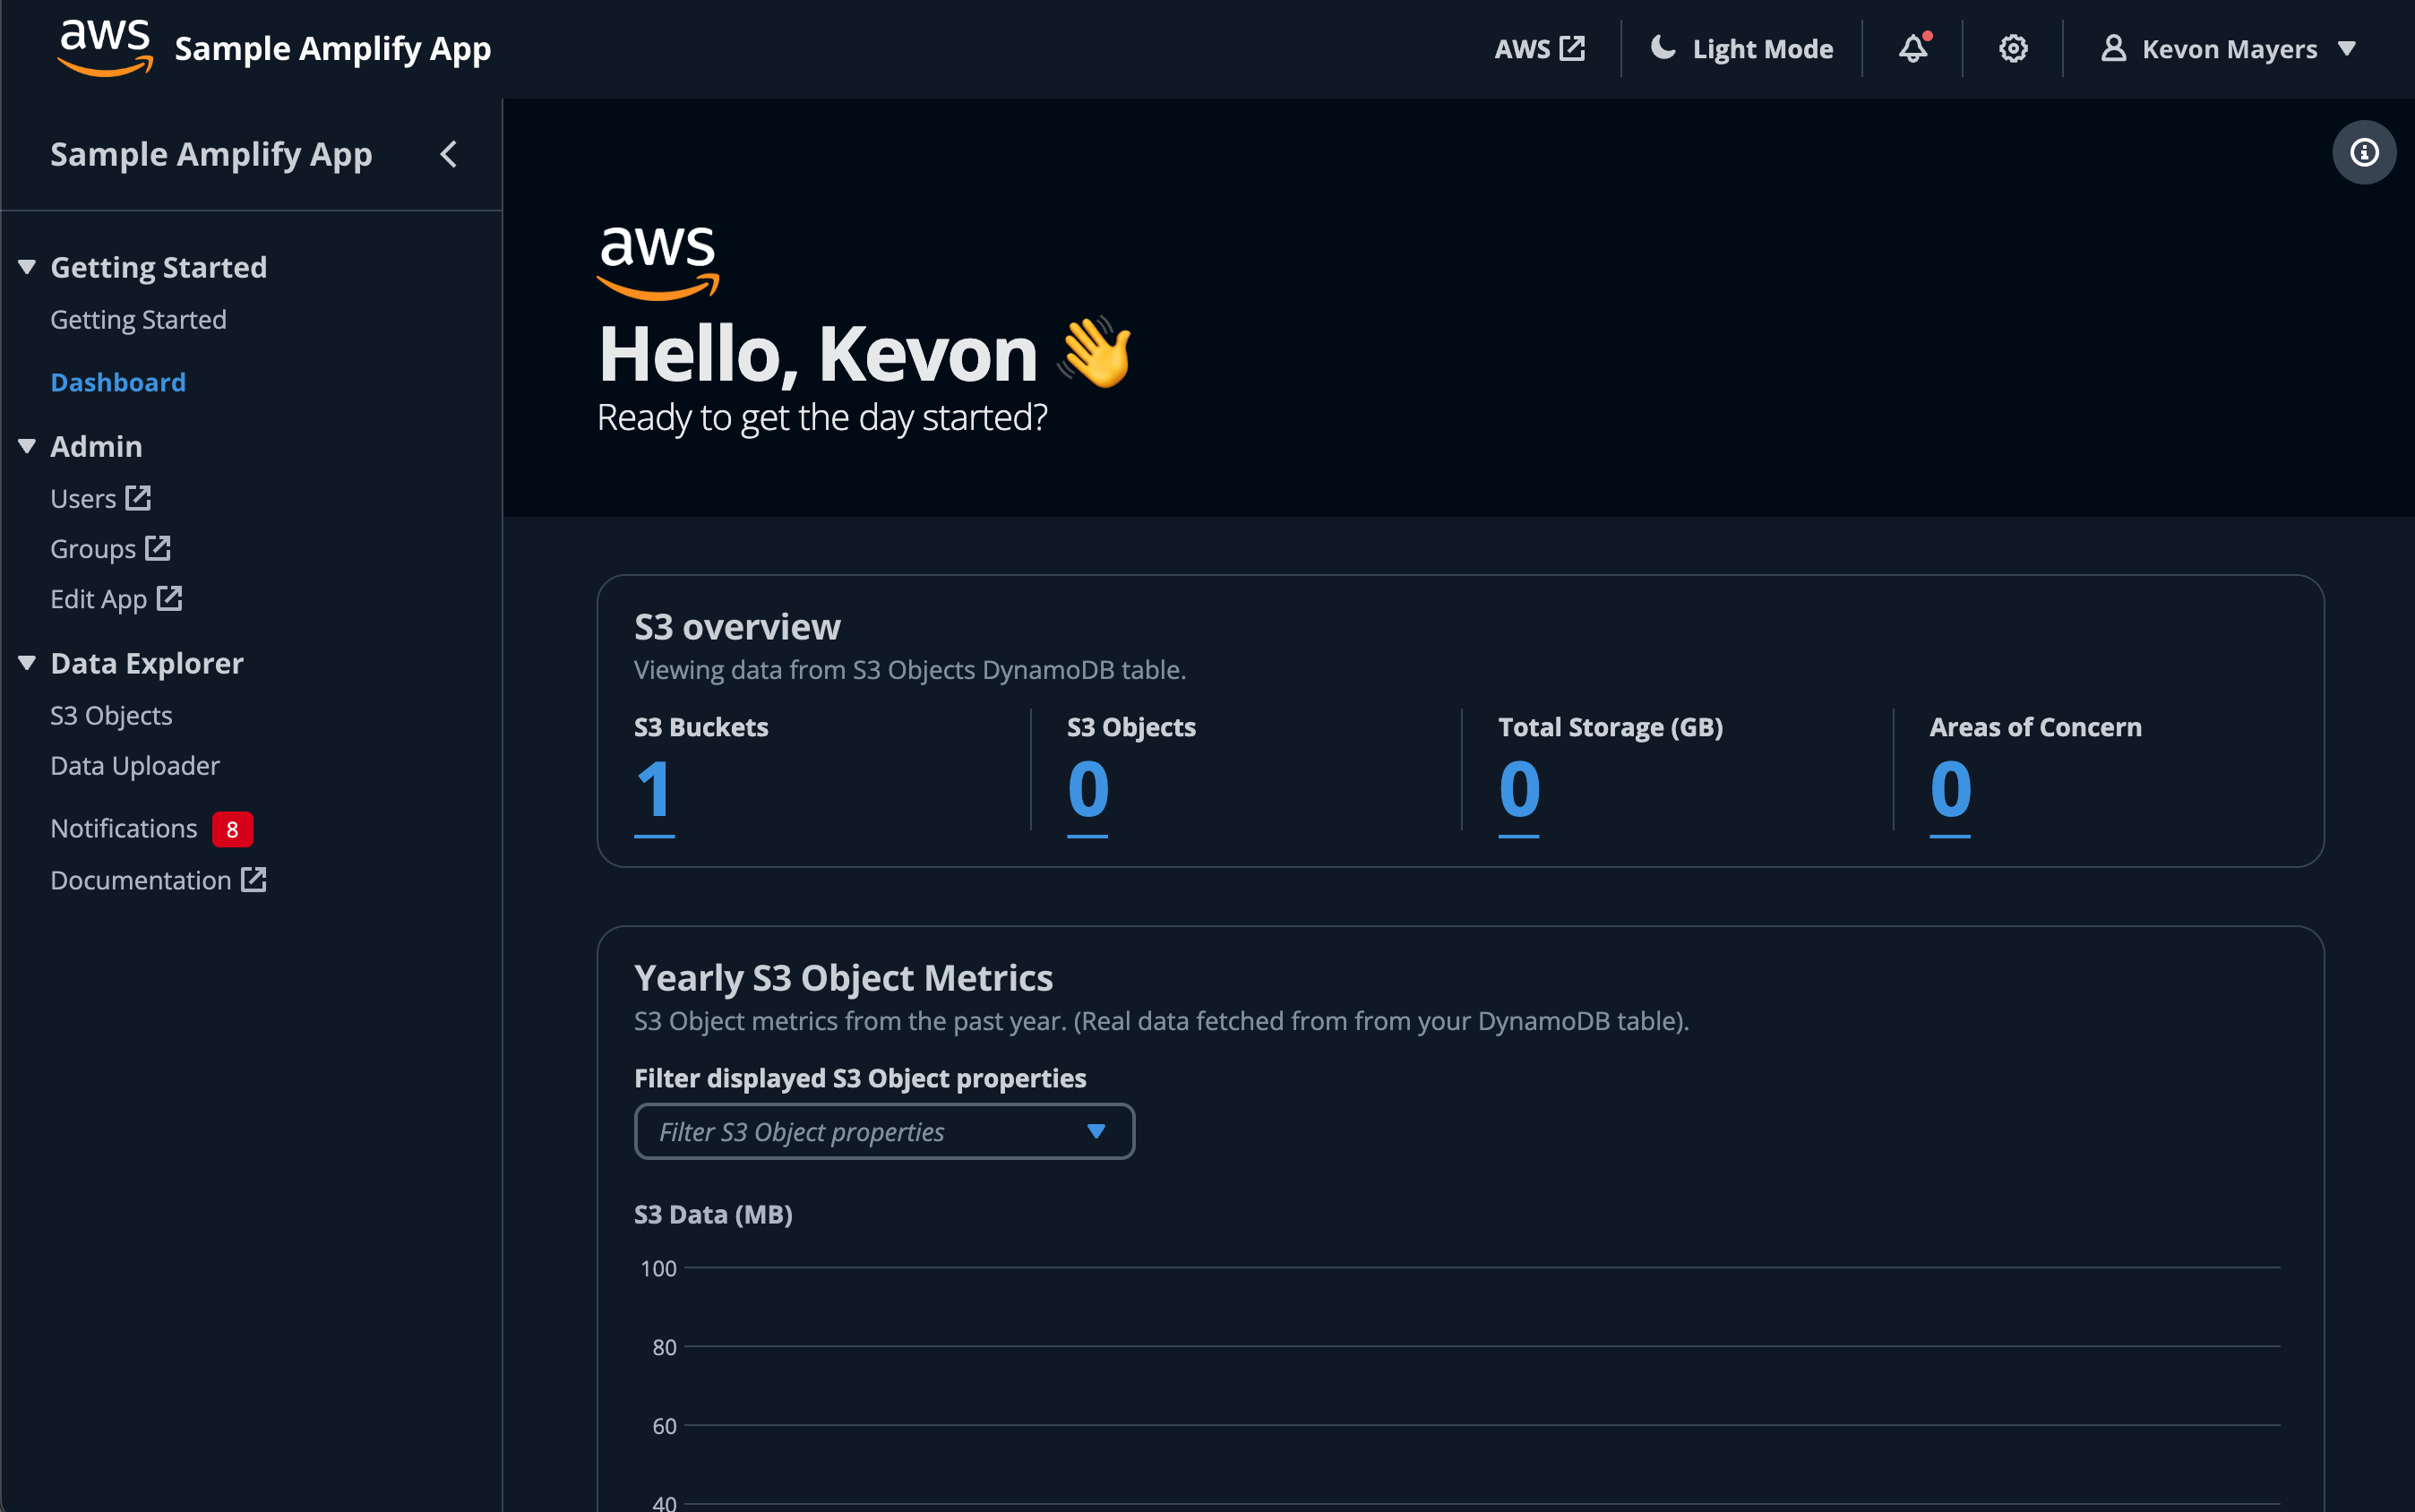 aws Sample Amplify App
AWS
Light Mode
Kevon Mayers
Sample Amplify App
Getting Started
Getting Started
Dashboard
Admin
Users
Groups
Edit App
Data Explorer
S3 Objects
Data Uploader
Notifications 8
Documentation
aws
Hello, Kevon 👋
Ready to get the day started?
S3 overview
Viewing data from S3 Objects DynamoDB table.
S3 Buckets
1
S3 Objects
0
Total Storage (GB)
0
Areas of Concern
0
Yearly S3 Object Metrics
S3 Object metrics from the past year. (Real data fetched from from your DynamoDB table).
Filter displayed S3 Object properties
Filter S3 Object properties
S3 Data (MB)
100
80
60
40